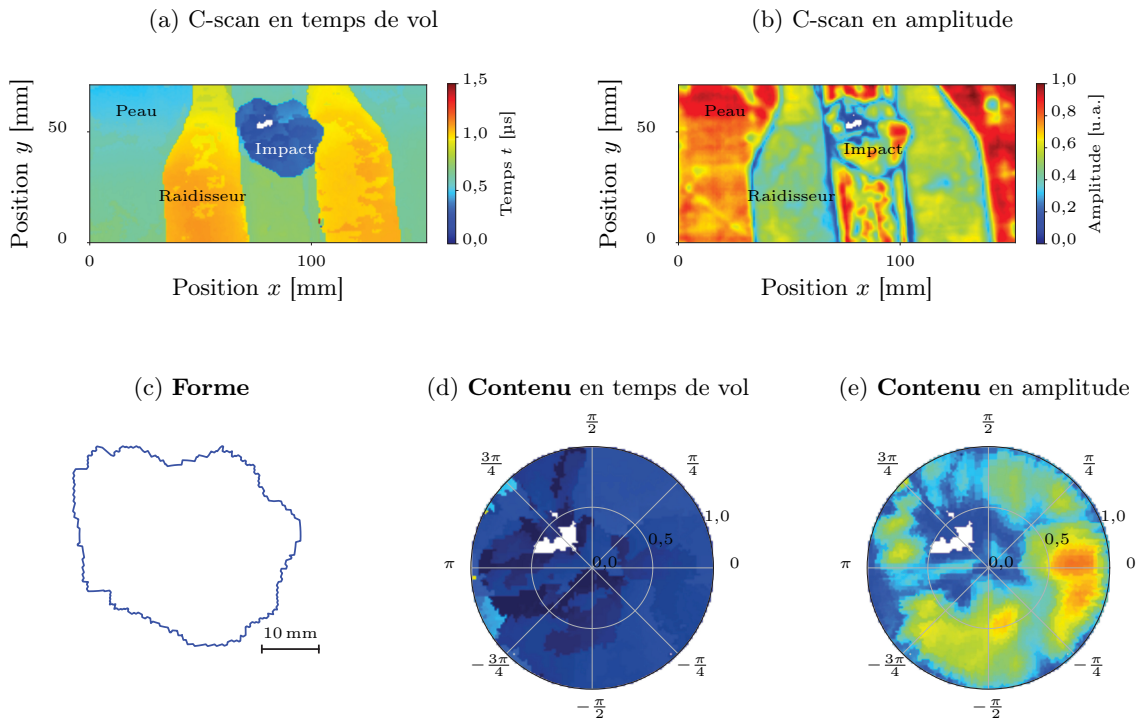 (a) C-scan en temps de vol
(b) C-scan en amplitude
Position y [mm]
50
0
0
100
Position x [mm]
Peau
Impact
Raidisseur
1,5
1,0
0,5
0,0
Temps t [µs]
Position y [mm]
50
0
0
100
Position x [mm]
Peau
Impact
Raidisseur
1,0
0,8
0,6
0,4
0,2
0,0
Amplitude [u.a.]
(c) Forme
10 mm
(d) Contenu en temps de vol
π/2
3π/4
π/4
1,0
0,5
0,0
π
0
−3π/4
−π/4
−π/2
(e) Contenu en amplitude
π/2
3π/4
π/4
1,0
0,5
0,0
π
0
−3π/4
−π/4
−π/2